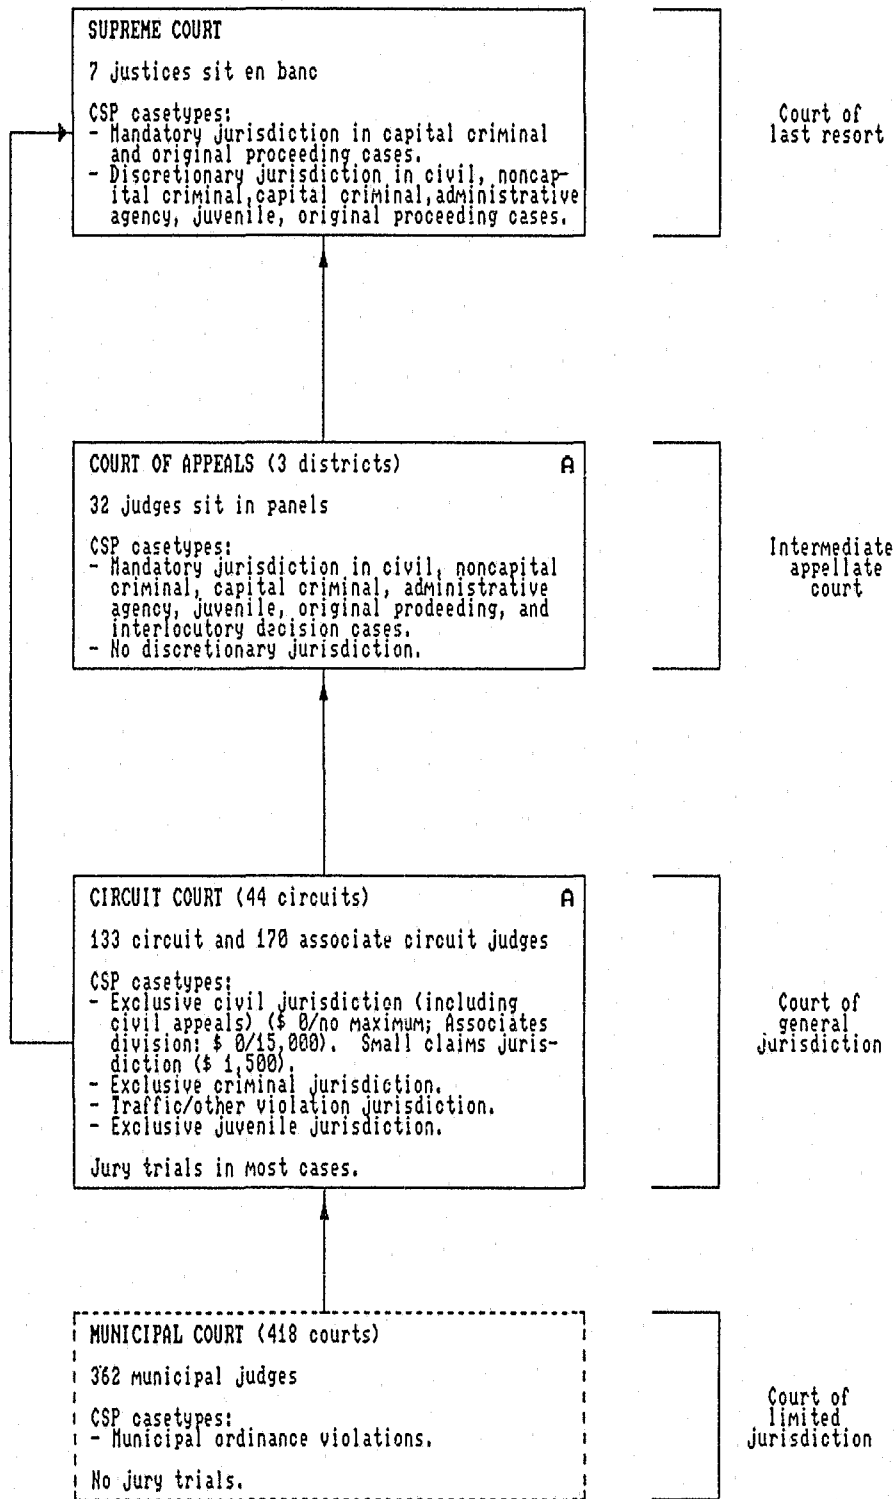 SUPREME COURT
7 justices sit en banc
CSP casetypes:
- Mandatory jurisdiction in capital criminal
and original proceeding cases.
- Discretionary jurisdiction in civil, noncap-
ital criminal,capital criminal,administrative
agency, juvenile, original proceeding cases.
Court of
last resort
COURT OF APPEALS (3 districts) A
32 judges sit in panels
CSP casetypes:
- Mandatory jurisdiction in civil, noncapital
criminal, capital criminal, administrative
agency, juvenile, original prodeeding, and
interlocutory decision cases.
- No discretionary jurisdiction.
Intermediate
appellate
court
CIRCUIT COURT (44 circuits) A
133 circuit and 170 associate circuit judges
CSP casetypes:
- Exclusive civil jurisdiction (including
civil appeals) ($ 0/no maximum; Associates
division: $ 0/15,000). Small claims juris-
diction ($ 1,500).
- Exclusive criminal jurisdiction.
- Traffic/other violation jurisdiction.
- Exclusive juvenile jurisdiction.
Jury trials in most cases.
Court of
general
jurisdiction
MUNICIPAL COURT (418 courts)
362 municipal judges
CSP casetypes:
- Municipal ordinance violations.
No jury trials.
Court of
limited
jurisdiction